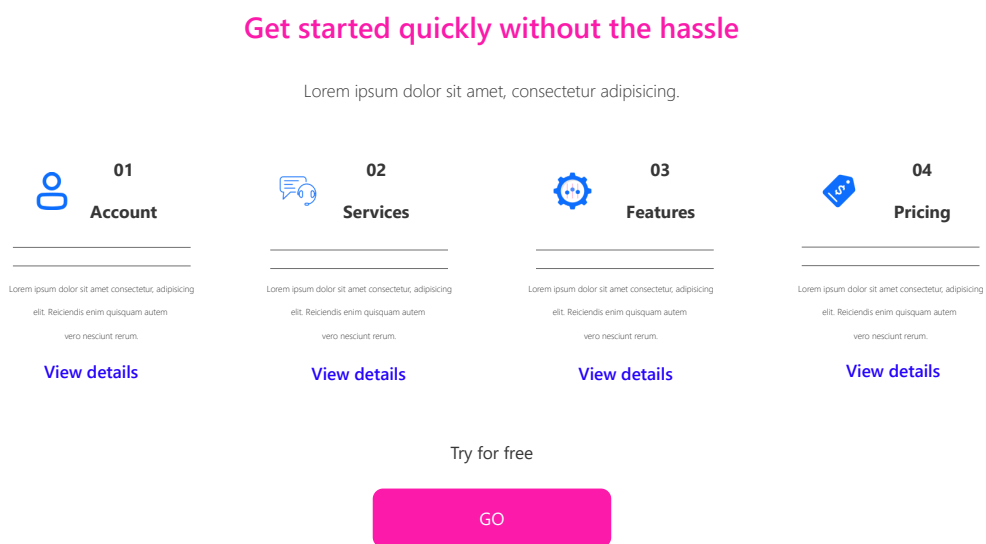 Get started quickly without the hassle
Lorem ipsum dolor sit amet, consectetur adipisicing.
01
Account
Lorem ipsum dolor sit amet consectetur, adipisicing
elit. Reiciendis enim quisquam autem
vero nesciunt rerum.
View details
02
Services
Lorem ipsum dolor sit amet consectetur, adipisicing
elit. Reiciendis enim quisquam autem
vero nesciunt rerum.
View details
03
Features
Lorem ipsum dolor sit amet consectetur, adipisicing
elit. Reiciendis enim quisquam autem
vero nesciunt rerum.
View details
04
Pricing
Lorem ipsum dolor sit amet consectetur, adipisicing
elit. Reiciendis enim quisquam autem
vero nesciunt rerum.
View details
Try for free
GO